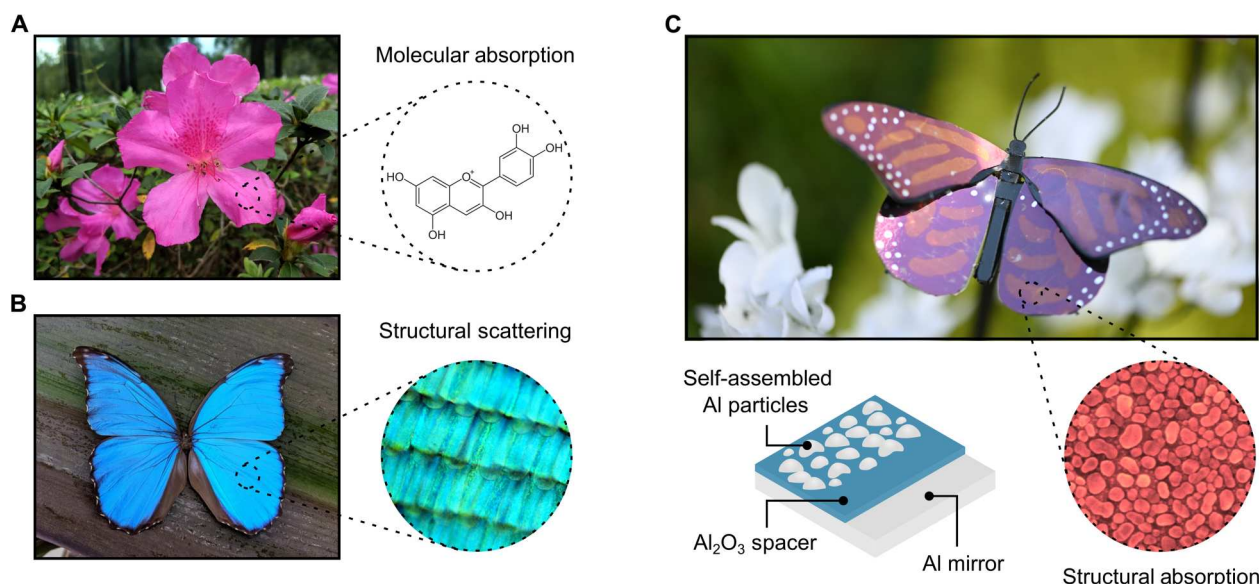 A
Molecular absorption
OH
OH
HO
O+
OH
OH
B
Structural scattering
C
Self-assembled
Al particles
Al₂O₃ spacer
Al mirror
Structural absorption